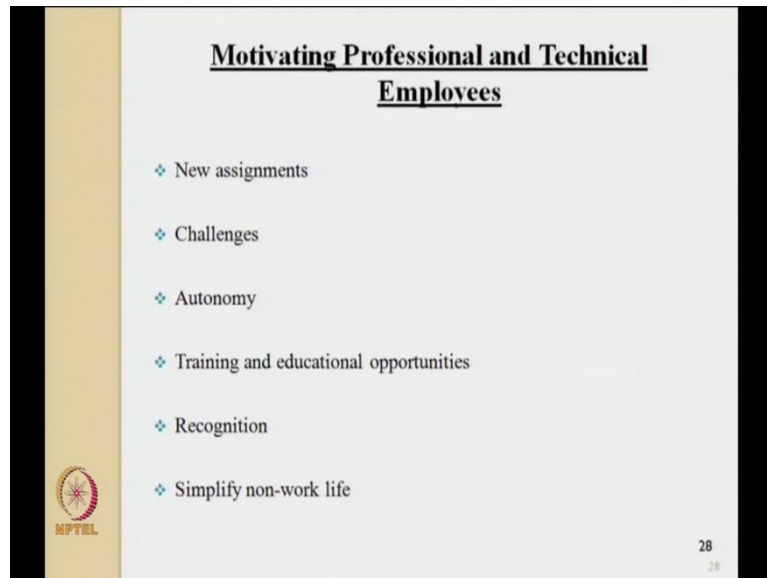 Motivating Professional and Technical
Employees
New assignments
Challenges
Autonomy
Training and educational opportunities
Recognition
Simplify non-work life
NPTEL
28
28